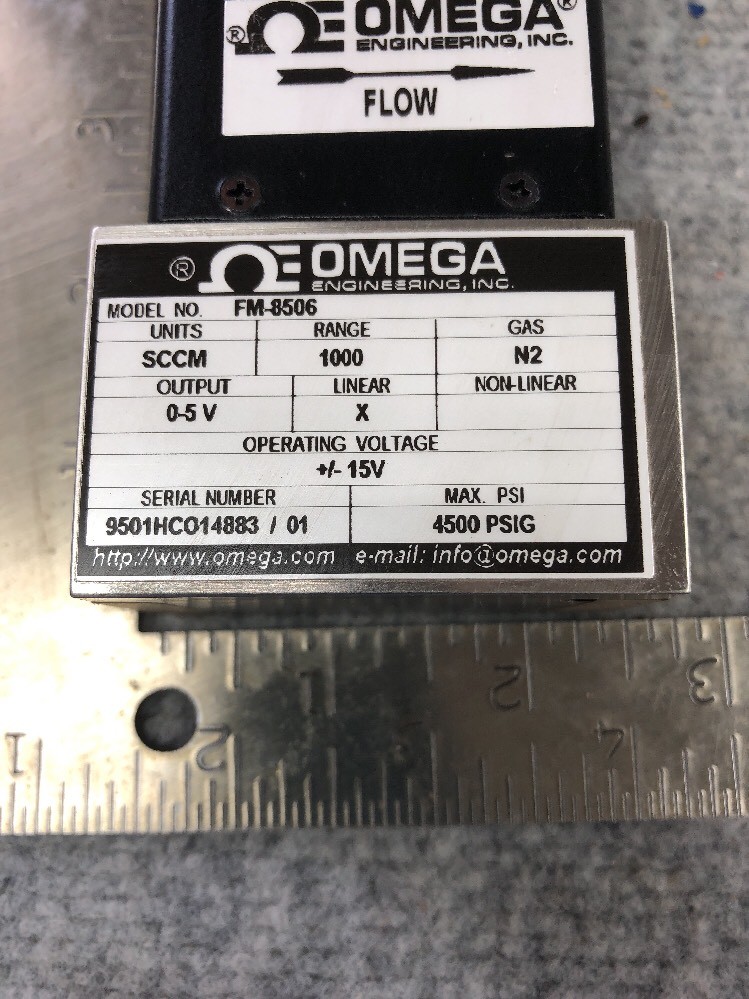 ® OMEGA®
ENGINEERING, INC.
FLOW
® OMEGA
ENGINEERING, INC.
MODEL NO. FM-8506
UNITS RANGE GAS
SCCM 1000 N2
OUTPUT LINEAR NON-LINEAR
0-5 V X
OPERATING VOLTAGE
+/- 15V
SERIAL NUMBER MAX. PSI
9501HCO14883 / 01 4500 PSIG
http://www.omega.com e-mail: info@omega.com
3
1 2 3
1 2 4